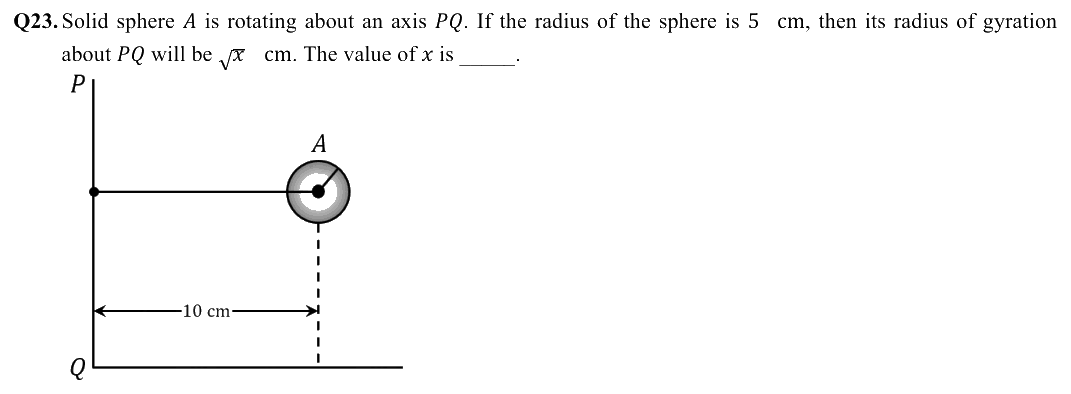 Q23. Solid sphere A is rotating about an axis PQ. If the radius of the sphere is 5 cm, then its radius of gyration
about PQ will be √x cm. The value of x is _____.
P
A
10 cm
Q